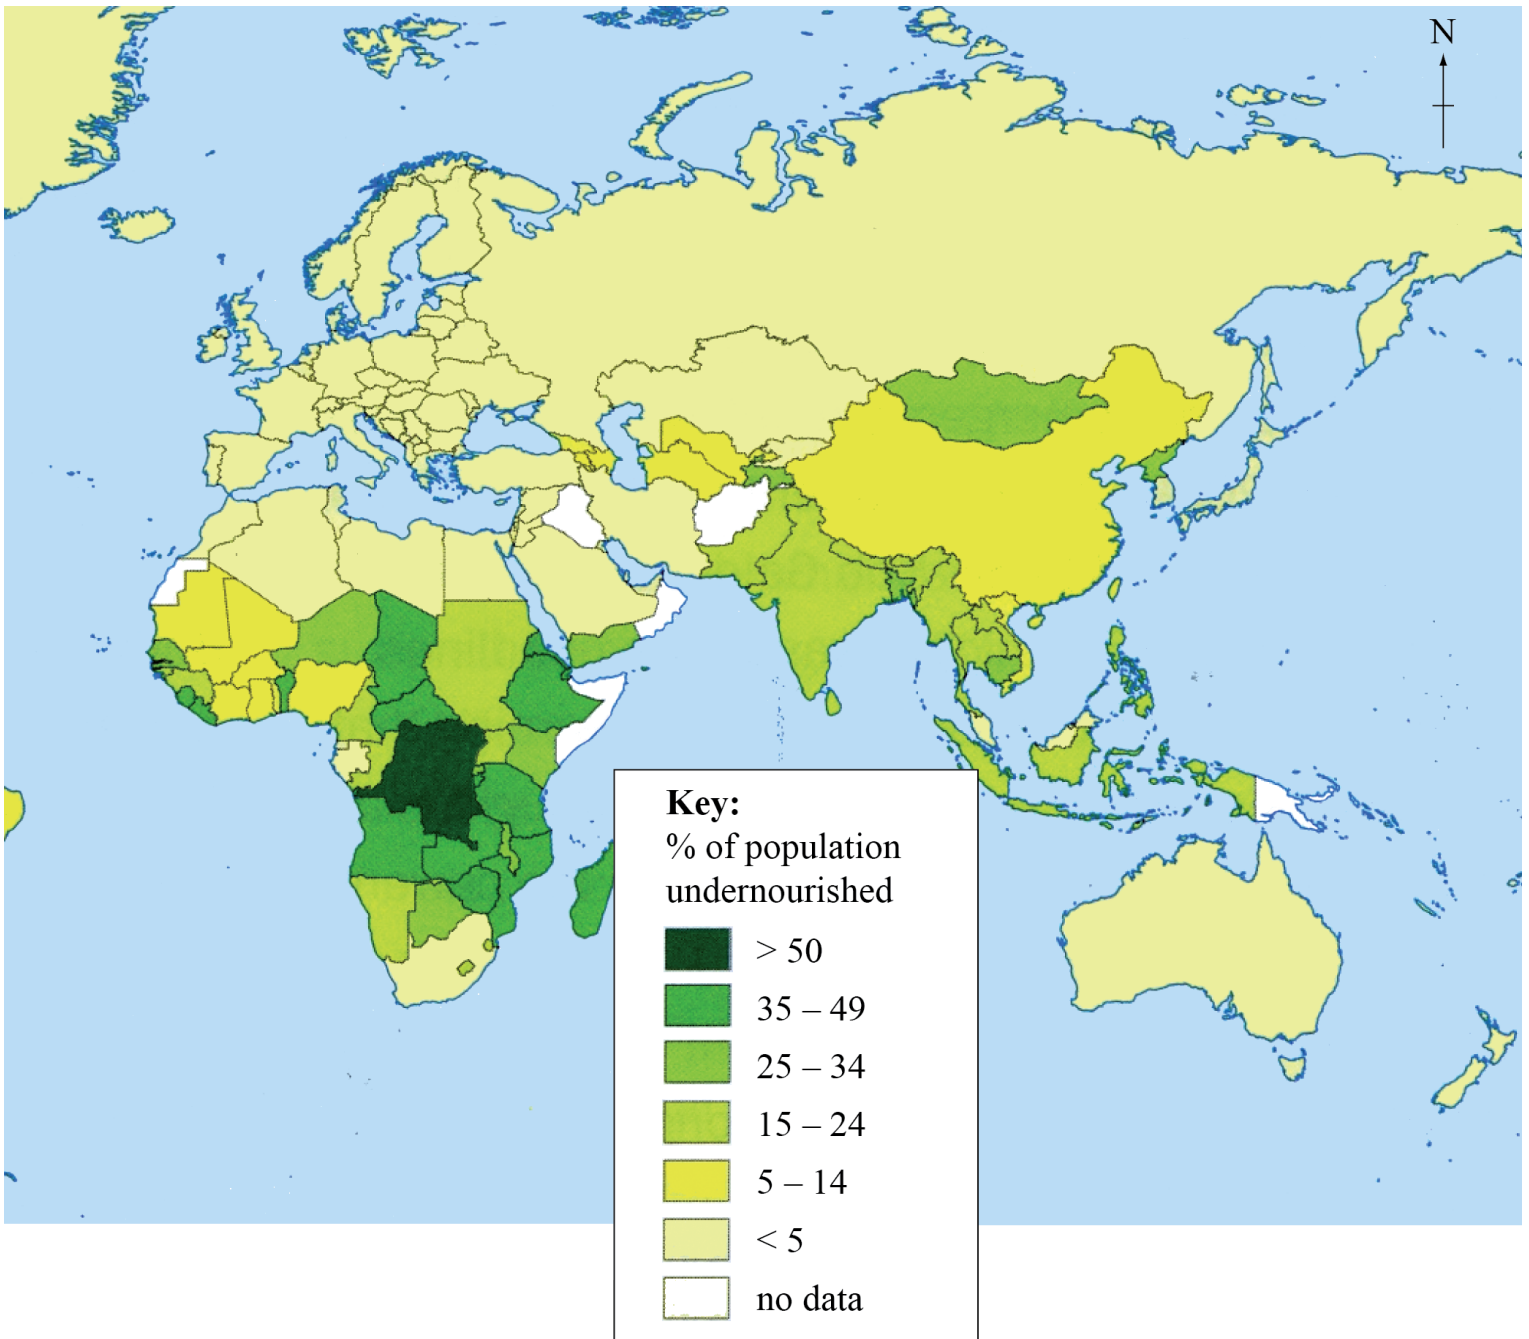 N
Key:
% of population
undernourished
> 50
35 – 49
25 – 34
15 – 24
5 – 14
< 5
no data